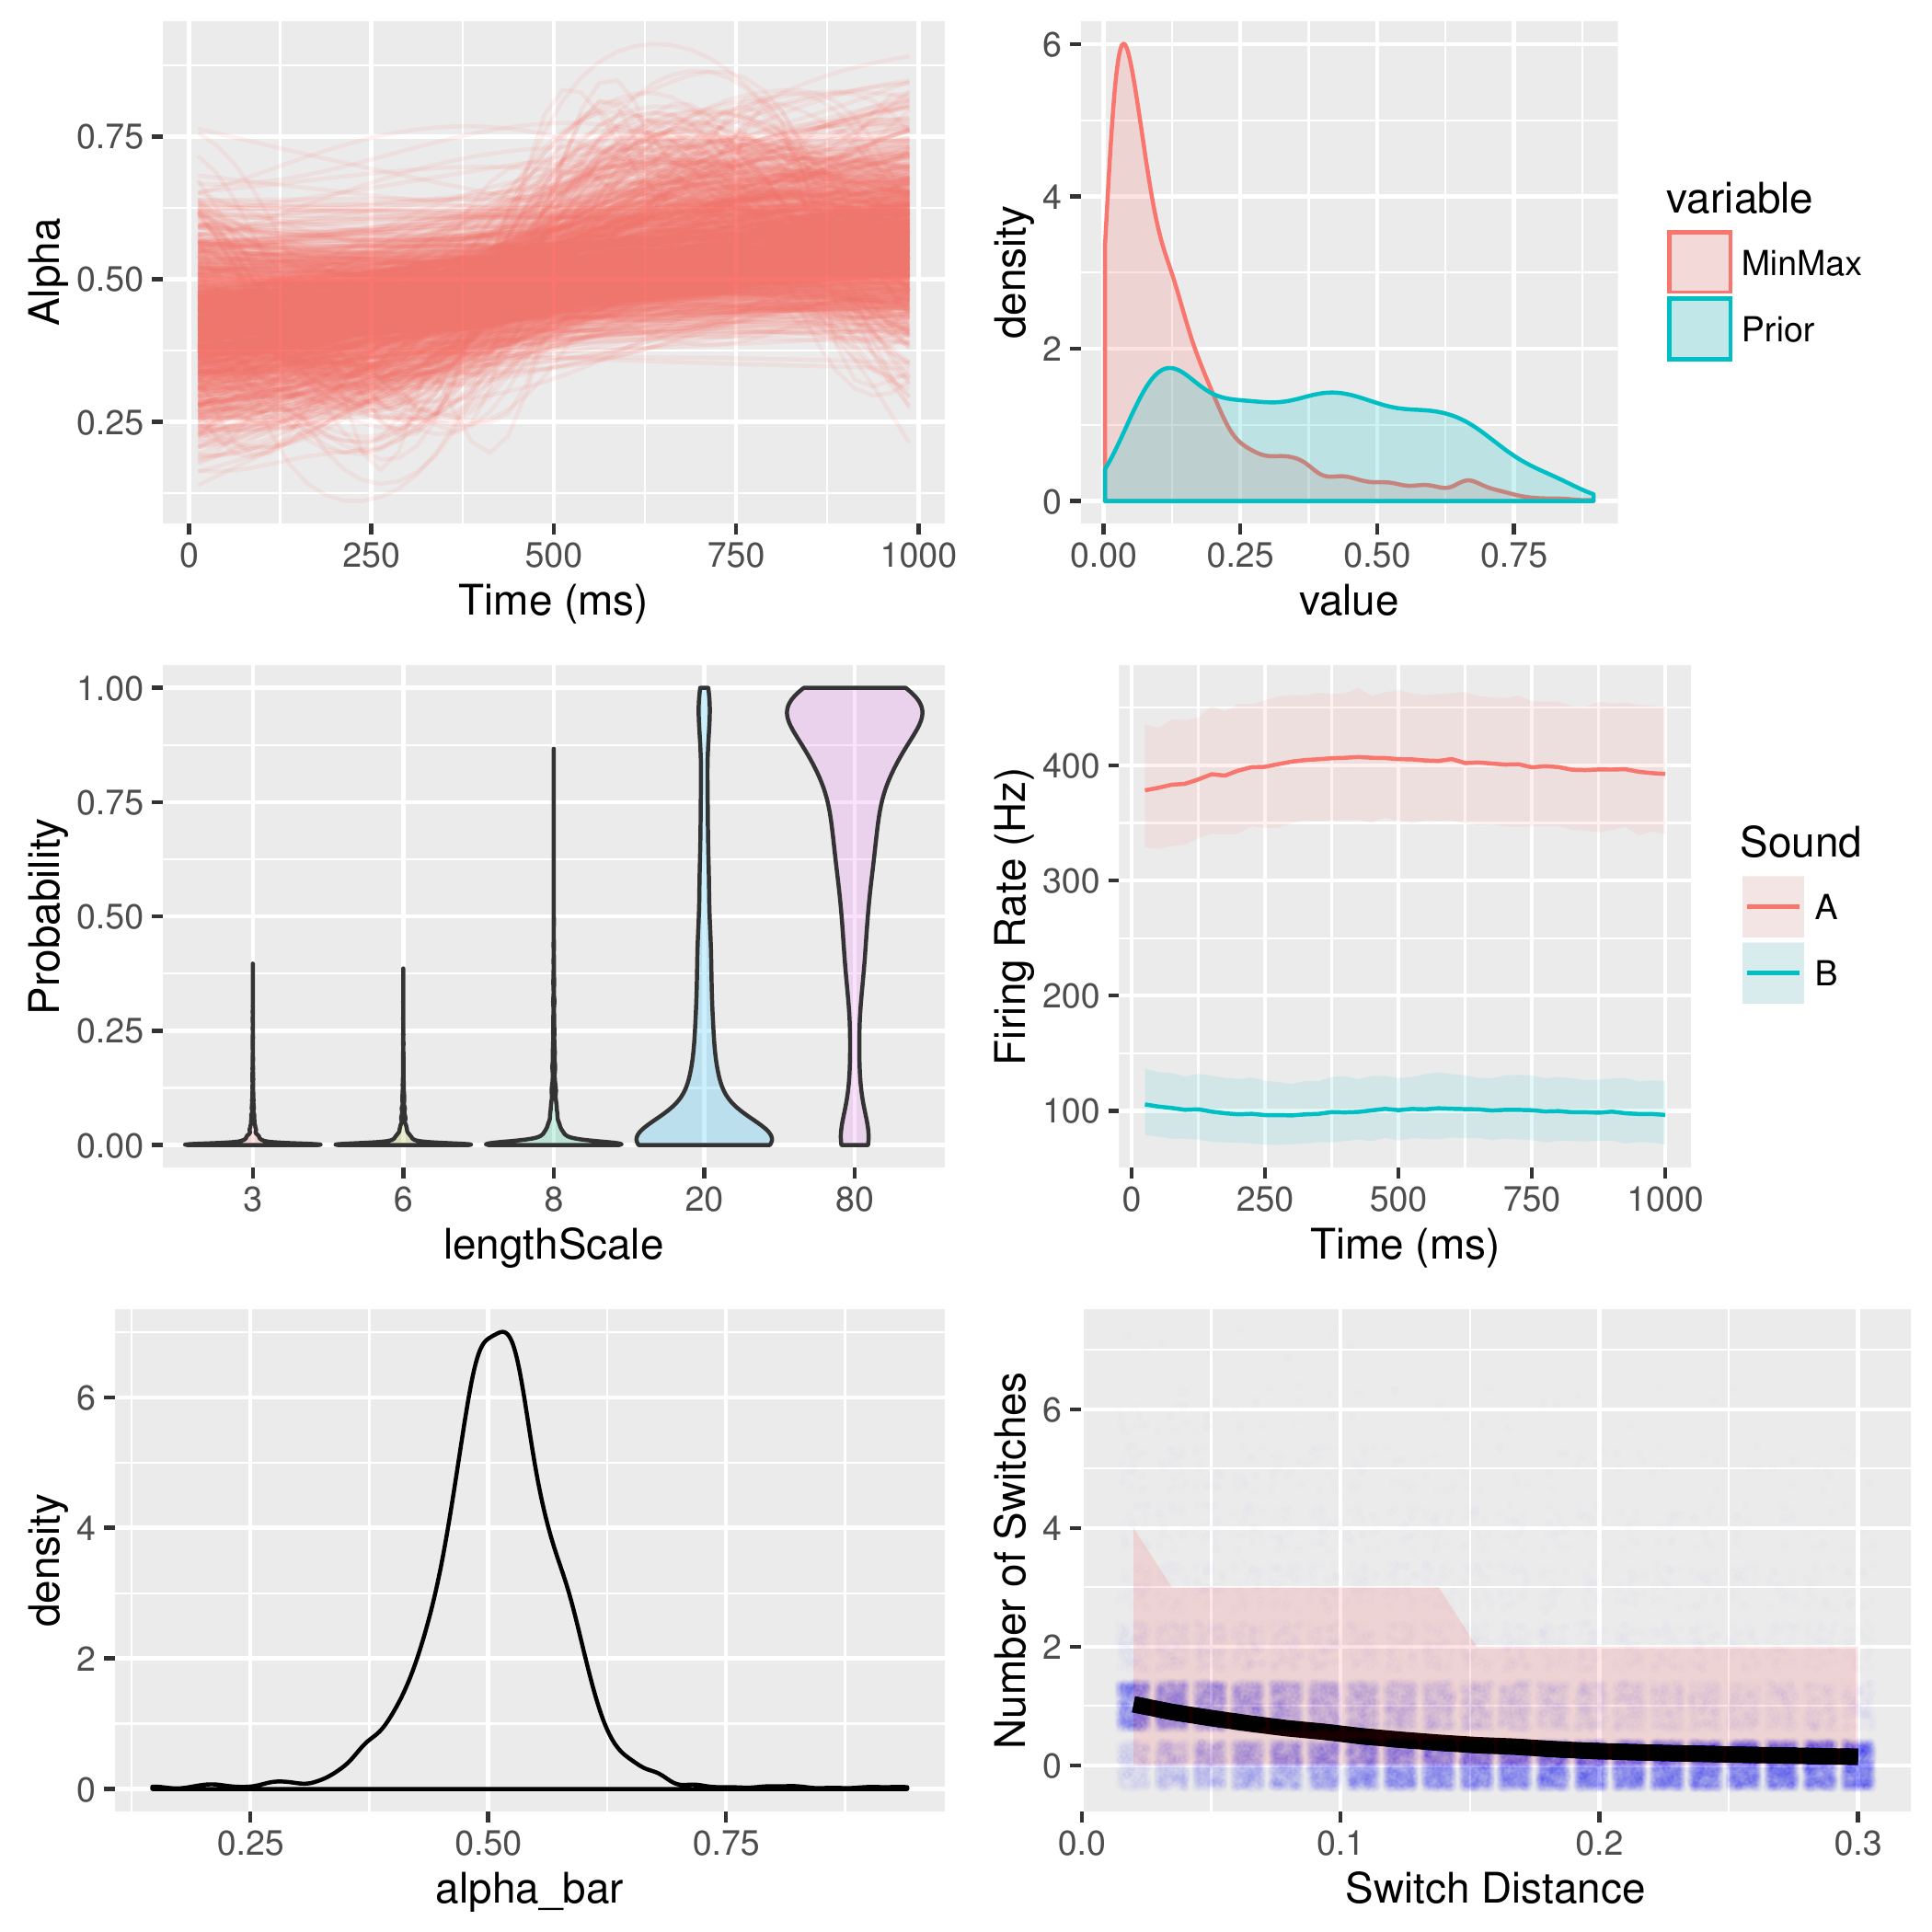 Alpha
0.75
0.50
0.25
0 250 500 750 1000
Time (ms)
density
6
4
2
0
0.00 0.25 0.50 0.75
value
variable
MinMax
Prior
Probability
1.00
0.75
0.50
0.25
0.00
3 6 8 20 80
lengthScale
Firing Rate (Hz)
400
300
200
100
0 250 500 750 1000
Time (ms)
Sound
A
B
density
6
4
2
0
0.25 0.50 0.75
alpha_bar
Number of Switches
6
4
2
0
0.0 0.1 0.2 0.3
Switch Distance